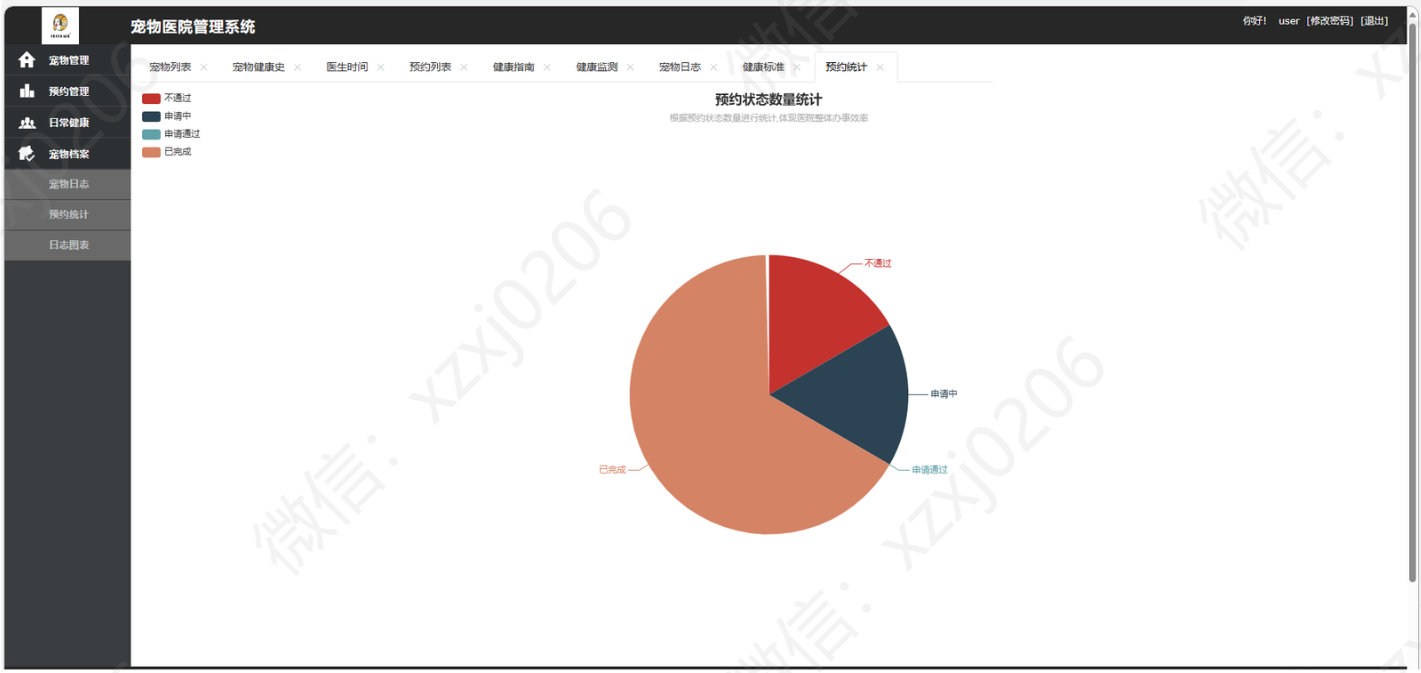 宠物医院管理系统
你好! user [修改密码] [退出]
宠物管理
预约管理
日常健康
宠物档案
宠物日志
预约统计
日志图表
宠物列表 × 宠物健康史 × 医生时间 × 预约列表 × 健康指南 × 健康监测 × 宠物日志 × 健康标准 × 预约统计 ×
预约状态数量统计
根据预约状态数量进行统计,体现医院整体办事效率
不通过
申请中
申请通过
已完成
不通过
申请中
申请通过
已完成
微信: xzxj0206
微信: xzxj0206